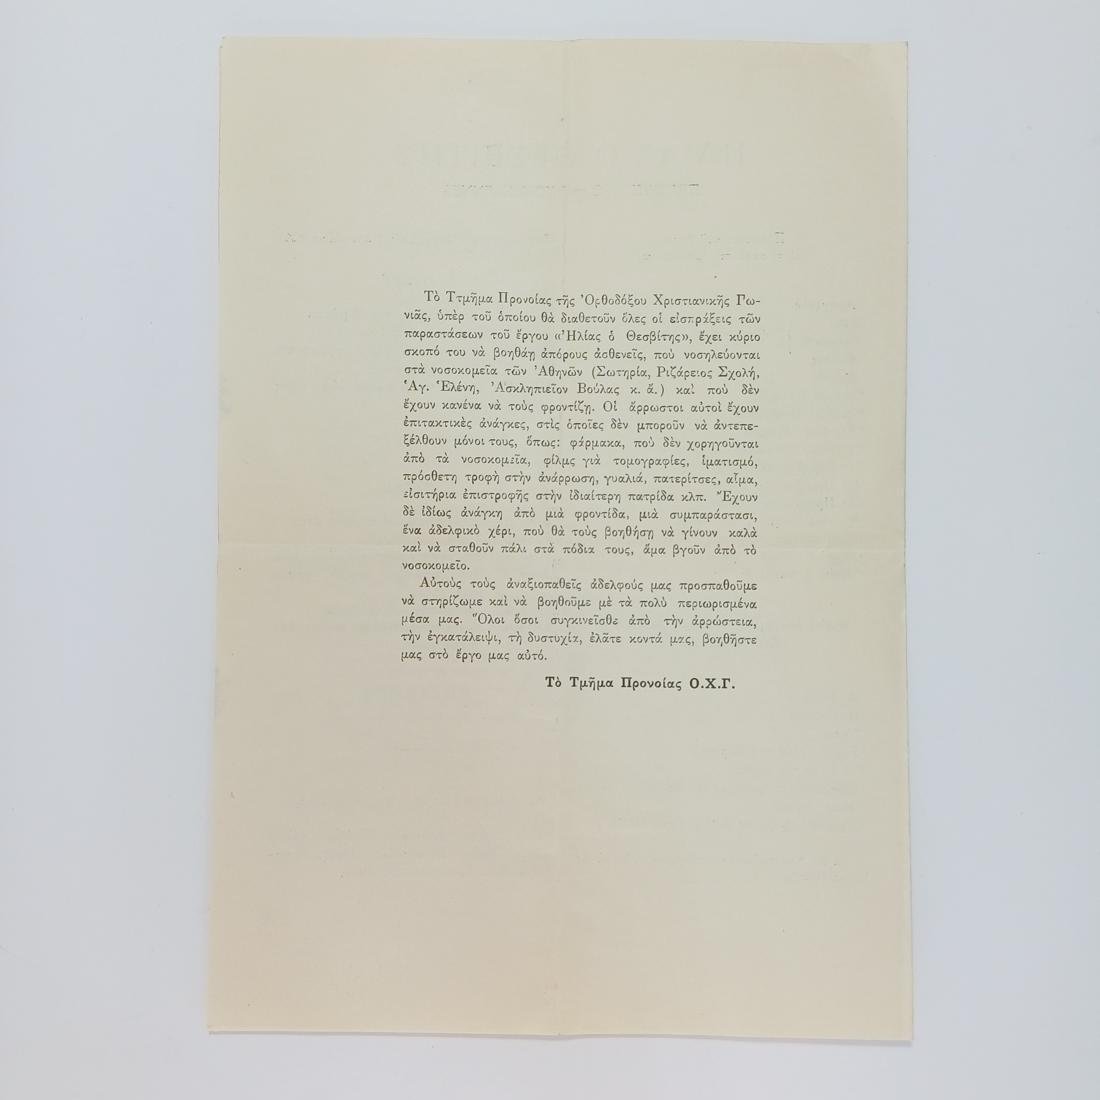 Τὸ Ττμῆμα Προνοίας τῆς Ὀρθοδόξου Χριστιανικῆς Γω-
νιᾶς, ὑπὲρ τοῦ ὁποίου θὰ διαθετοῦν ὅλες οἱ εἰσπράξεις τῶν
παραστάσεων τοῦ ἔργου «Ἠλίας ὁ Θεσβίτης», ἔχει κύριο
σκοπό του νὰ βοηθάῃ ἀπόρους ἀσθενεῖς, ποὺ νοσηλεύονται
στὰ νοσοκομεῖα τῶν Ἀθηνῶν (Σωτηρία, Ριζάρειος Σχολή,
Ἁγ. Ἑλένη, Ἀσκληπιεῖον Βούλας κ. ἄ.) καὶ ποὺ δὲν
ἔχουν κανένα νὰ τοὺς φροντίζῃ. Οἱ ἄρρωστοι αὐτοὶ ἔχουν
ἐπιτακτικὲς ἀνάγκες, στὶς ὁποῖες δὲν μποροῦν νὰ ἀντεπε-
ξέλθουν μόνοι τους, ὅπως: φάρμακα, ποὺ δὲν χορηγοῦνται
ἀπὸ τὰ νοσοκομεῖα, φίλμς γιὰ τομογραφίες, ἱματισμό,
πρόσθετη τροφὴ στὴν ἀνάρρωση, γυαλιά, πατερίτσες, αἷμα,
εἰσιτήρια ἐπιστροφῆς στὴν ἰδιαίτερη πατρίδα κλπ. Ἔχουν
δὲ ἰδίως ἀνάγκη ἀπὸ μιὰ φροντίδα, μιὰ συμπαράστασι,
ἕνα ἀδελφικὸ χέρι, ποὺ θὰ τοὺς βοηθήσῃ νὰ γίνουν καλὰ
καὶ νὰ σταθοῦν πάλι στὰ πόδια τους, ἅμα βγοῦν ἀπὸ τὸ
νοσοκομεῖο.
Αὐτοὺς τοὺς ἀναξιοπαθεῖς ἀδελφούς μας προσπαθοῦμε
νὰ στηρίζωμε καὶ νὰ βοηθοῦμε μὲ τὰ πολὺ περιωρισμένα
μέσα μας. Ὅλοι ὅσοι συγκινεῖσθε ἀπὸ τὴν ἀρρώστεια,
τὴν ἐγκατάλειψι, τὴ δυστυχία, ἐλᾶτε κοντά μας, βοηθῆστε
μας στὸ ἔργο μας αὐτό.
Τὸ Τμῆμα Προνοίας Ο.Χ.Γ.